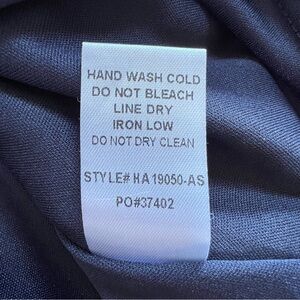 HAND WASH COLD
DO NOT BLEACH
LINE DRY
IRON LOW
DO NOT DRY CLEAN
STYLE# HA19050-AS
PO#37402